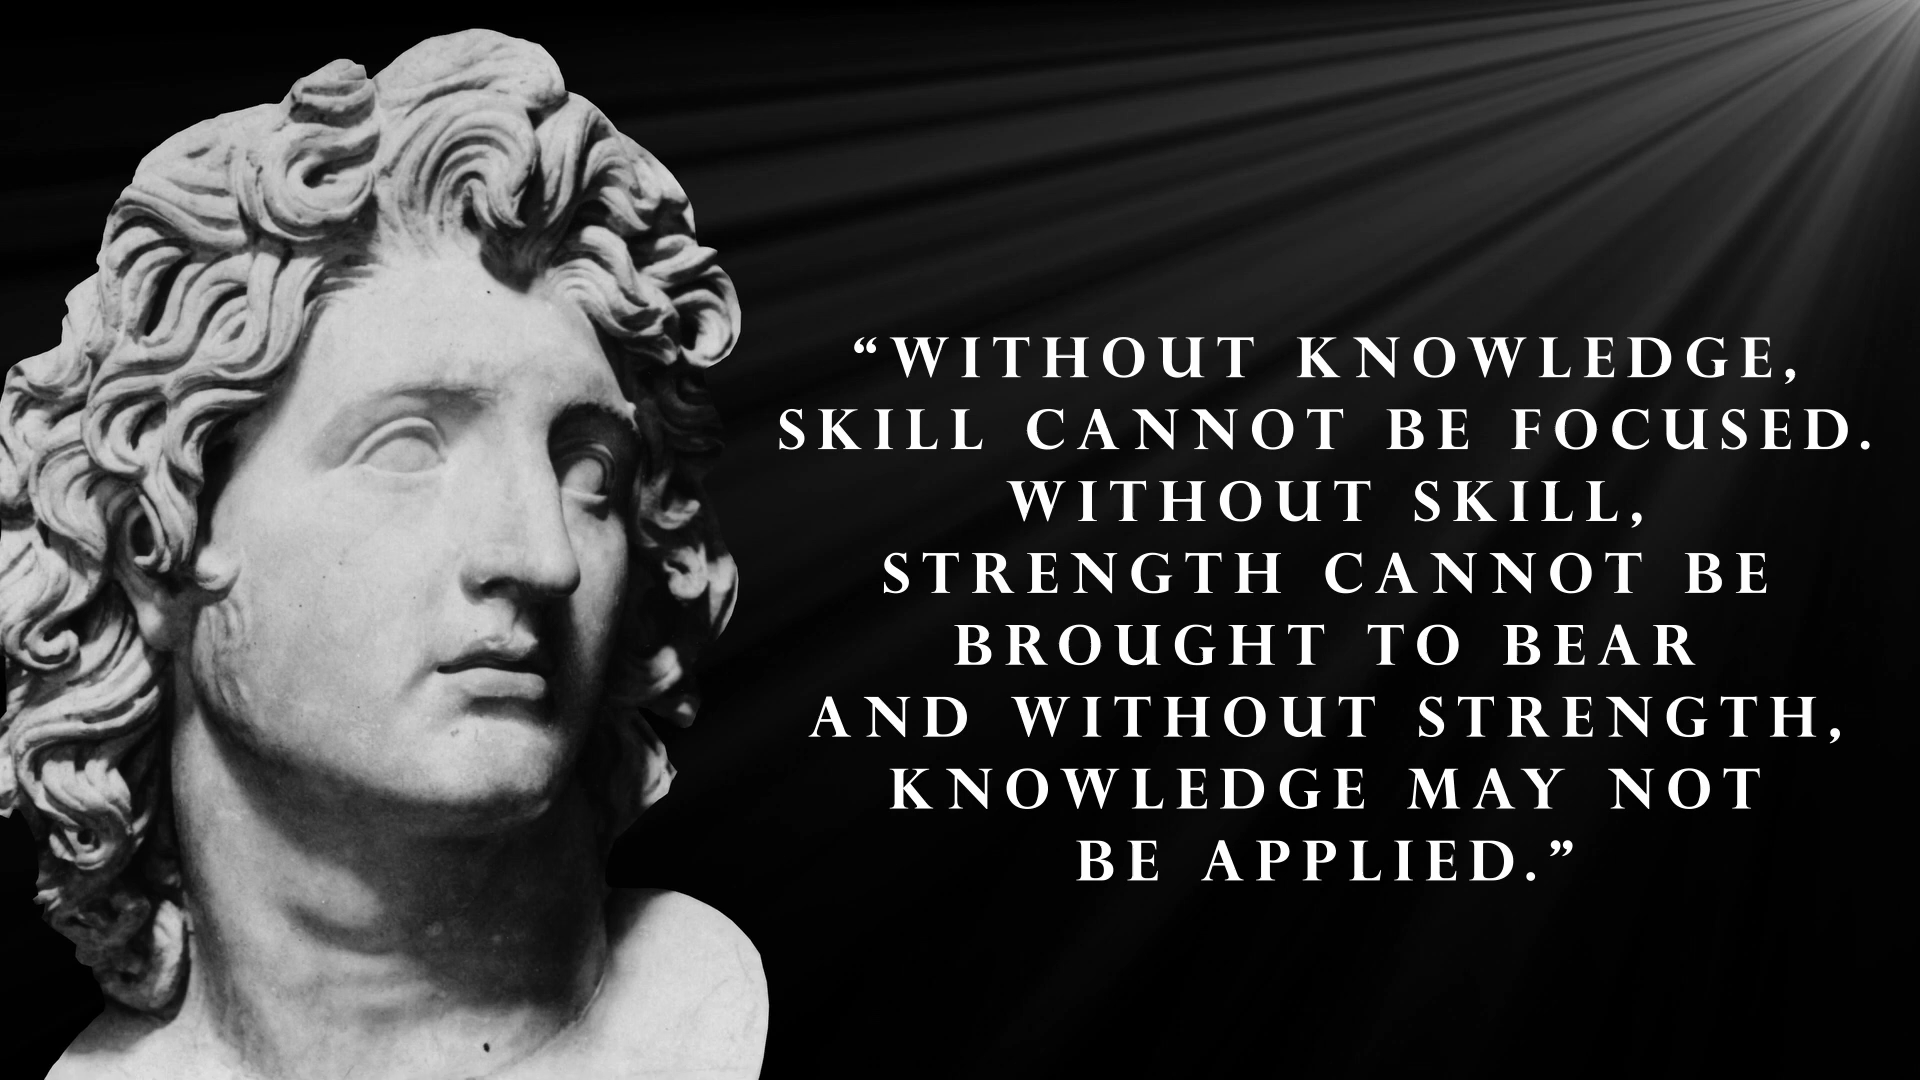 “WITHOUT KNOWLEDGE,
SKILL CANNOT BE FOCUSED.
WITHOUT SKILL,
STRENGTH CANNOT BE
BROUGHT TO BEAR
AND WITHOUT STRENGTH,
KNOWLEDGE MAY NOT
BE APPLIED.”